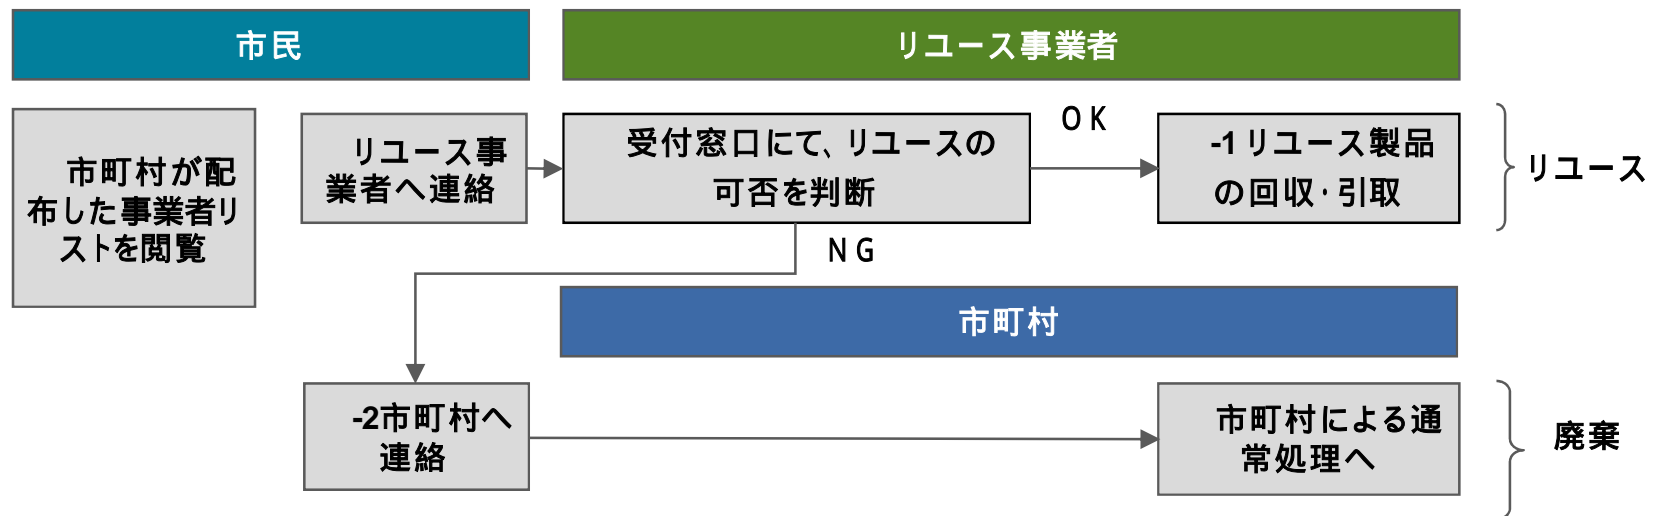 市民
リユース事業者
市町村が配
布した事業者リ
ストを閲覧
リユース事
業者へ連絡
受付窓口にて、リユースの
可否を判断
OK
-1リユース製品
の回収・引取
リユース
NG
市町村
-2市町村へ
連絡
市町村による通
常処理へ
廃棄